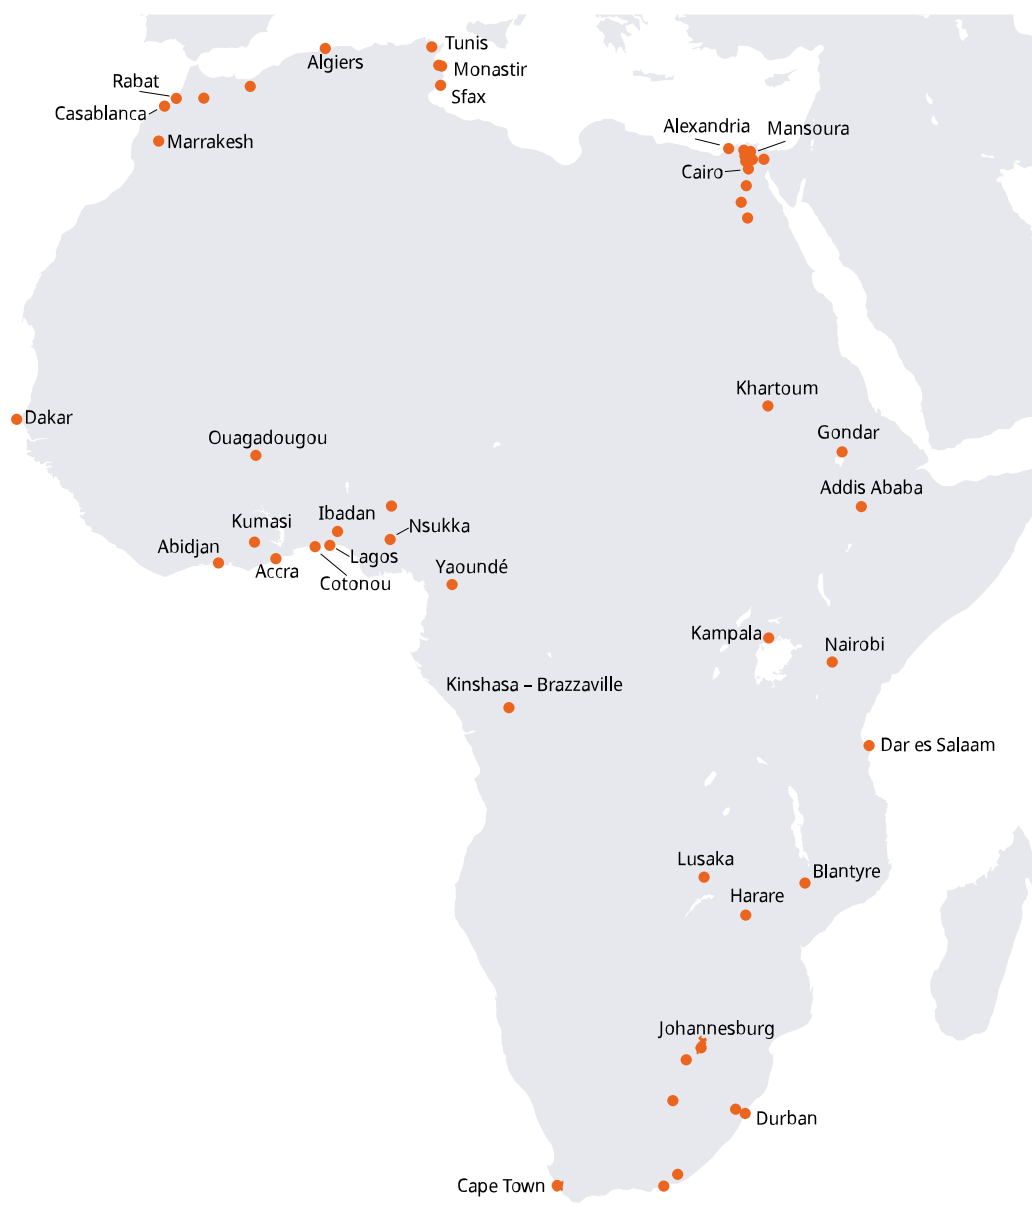 Tunis
Algiers
Monastir
Rabat
Sfax
Casablanca
Alexandria
Mansoura
Marrakesh
Cairo
Khartoum
Dakar
Gondar
Ouagadougou
Addis Ababa
Ibadan
Kumasi
Nsukka
Abidjan
Lagos
Accra
Yaoundé
Cotonou
Kampala
Nairobi
Kinshasa – Brazzaville
Dar es Salaam
Lusaka
Blantyre
Harare
Johannesburg
Durban
Cape Town